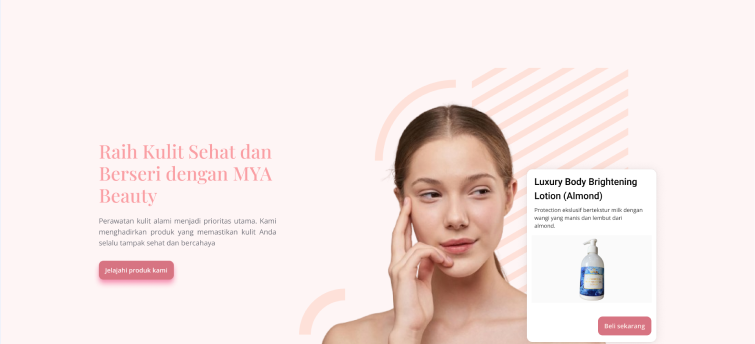 Raih Kulit Sehat dan
Berseri dengan MYA
Beauty
Perawatan kulit alami menjadi prioritas utama. Kami
menghadirkan produk yang memastikan kulit Anda
selalu tampak sehat dan bercahaya
Jelajahi produk kami
Luxury Body Brightening
Lotion (Almond)
Protection ekslusif bertekstur milk dengan
wangi yang manis dan lembut dari
almond.
Beli sekarang